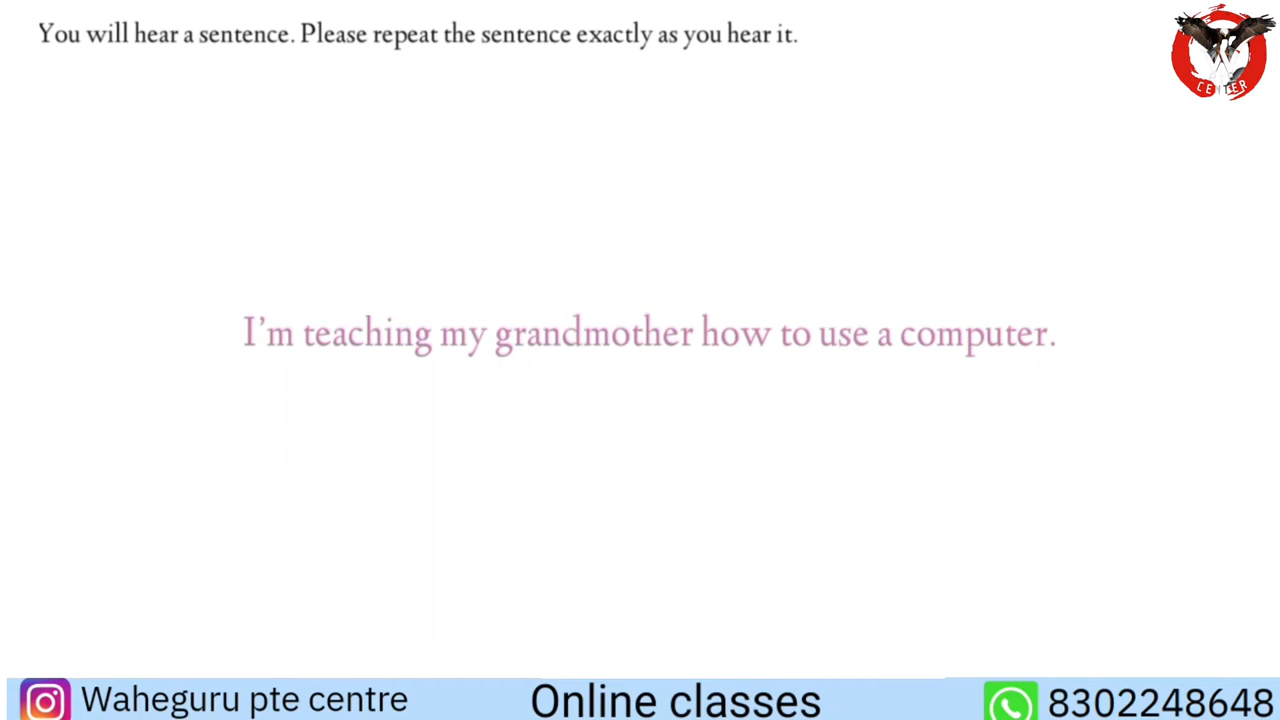 You will hear a sentence. Please repeat the sentence exactly as you hear it.
CENTER
I'm teaching my grandmother how to use a computer.
Waheguru pte centre
Online classes
8302248648